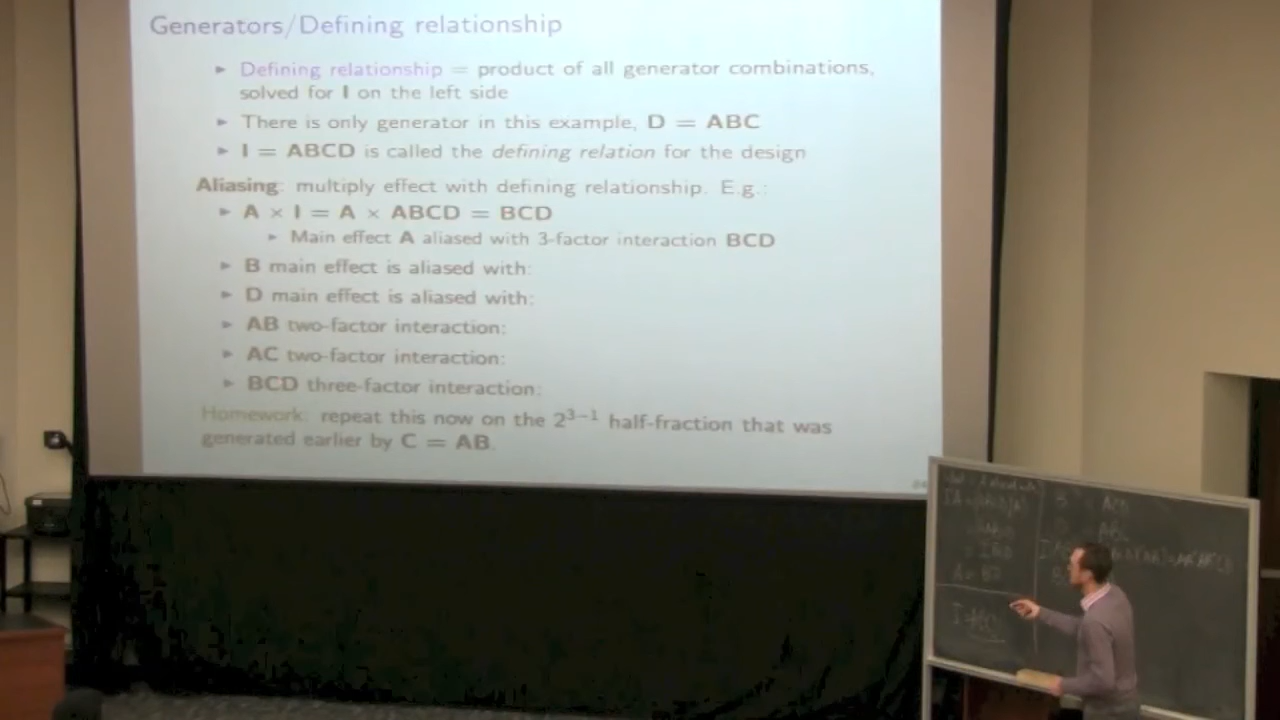 Generators/Defining relationship
▸ Defining relationship = product of all generator combinations,
solved for I on the left side
▸ There is only generator in this example, D = ABC
▸ I = ABCD is called the defining relation for the design
Aliasing: multiply effect with defining relationship. E.g.:
▸ A × I = A × ABCD = BCD
▸ Main effect A aliased with 3-factor interaction BCD
▸ B main effect is aliased with:
▸ D main effect is aliased with:
▸ AB two-factor interaction:
▸ AC two-factor interaction:
▸ BCD three-factor interaction:
Homework: repeat this now on the 2³⁻¹ half-fraction that was
generated earlier by C = AB.